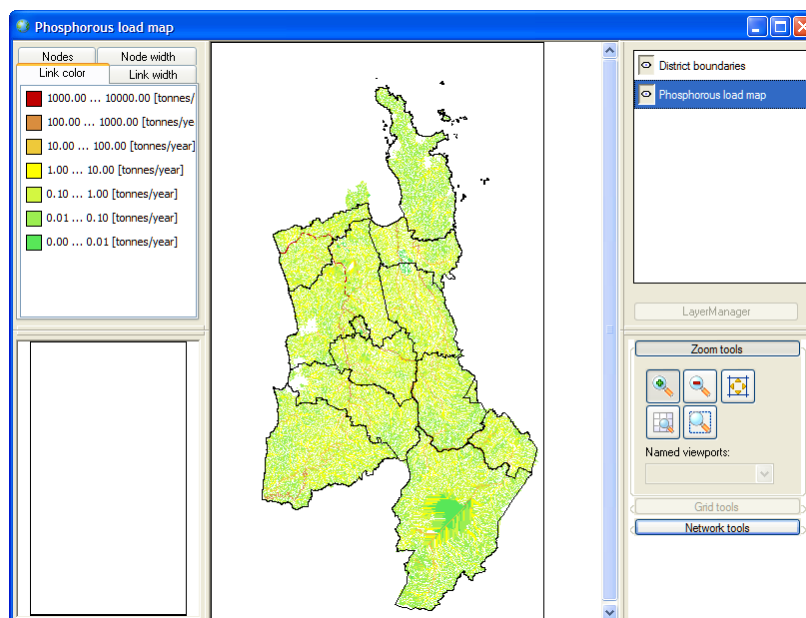 Phosphorous load map
Nodes
Node width
Link color
Link width
1000.00 ... 10000.00 [tonnes/
100.00 ... 1000.00 [tonnes/ye
10.00 ... 100.00 [tonnes/year]
1.00 ... 10.00 [tonnes/year]
0.10 ... 1.00 [tonnes/year]
0.01 ... 0.10 [tonnes/year]
0.00 ... 0.01 [tonnes/year]
District boundaries
Phosphorous load map
LayerManager
Zoom tools
Named viewports:
Grid tools
Network tools